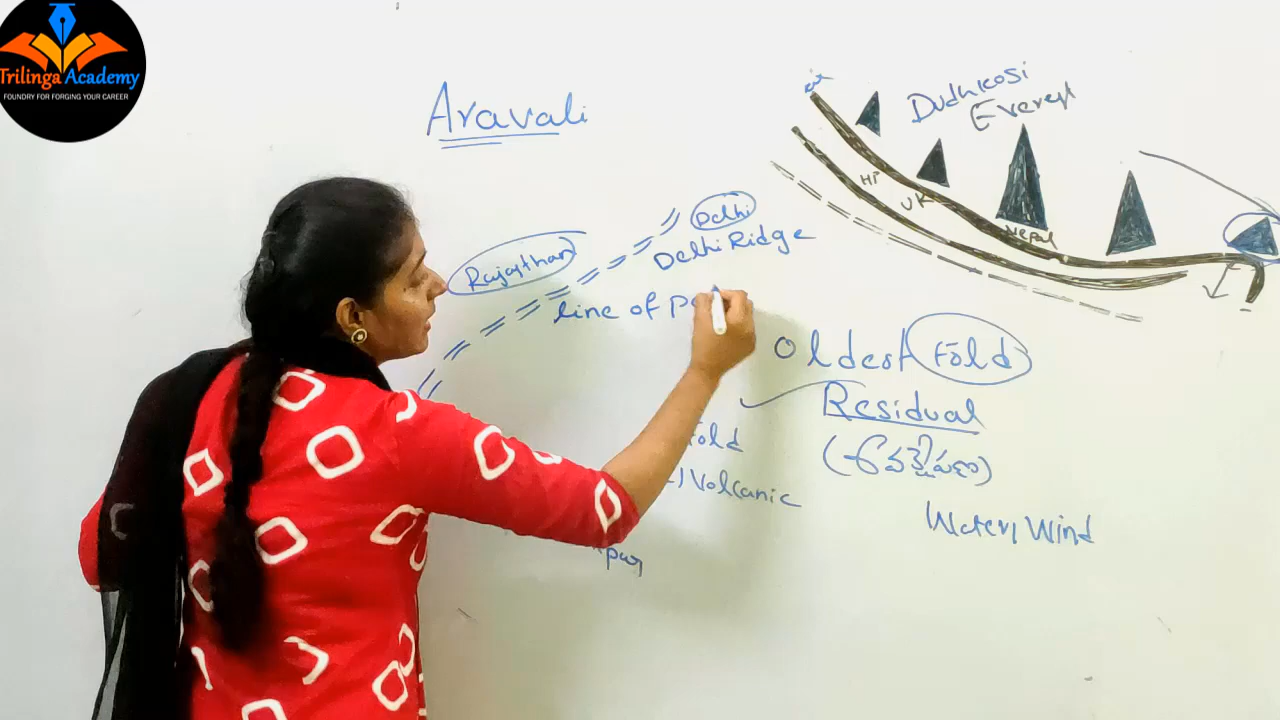 Trilinga Academy
FOUNDRY FOR FORGING YOUR CAREER
Aravali
Rajasthan
Delhi
Delhi Ridge
line of Pe
Dudhkosi
Everest
HP
UK
Nepal
Oldest Fold
Residual
Fold
Volcanic
Water, Wind